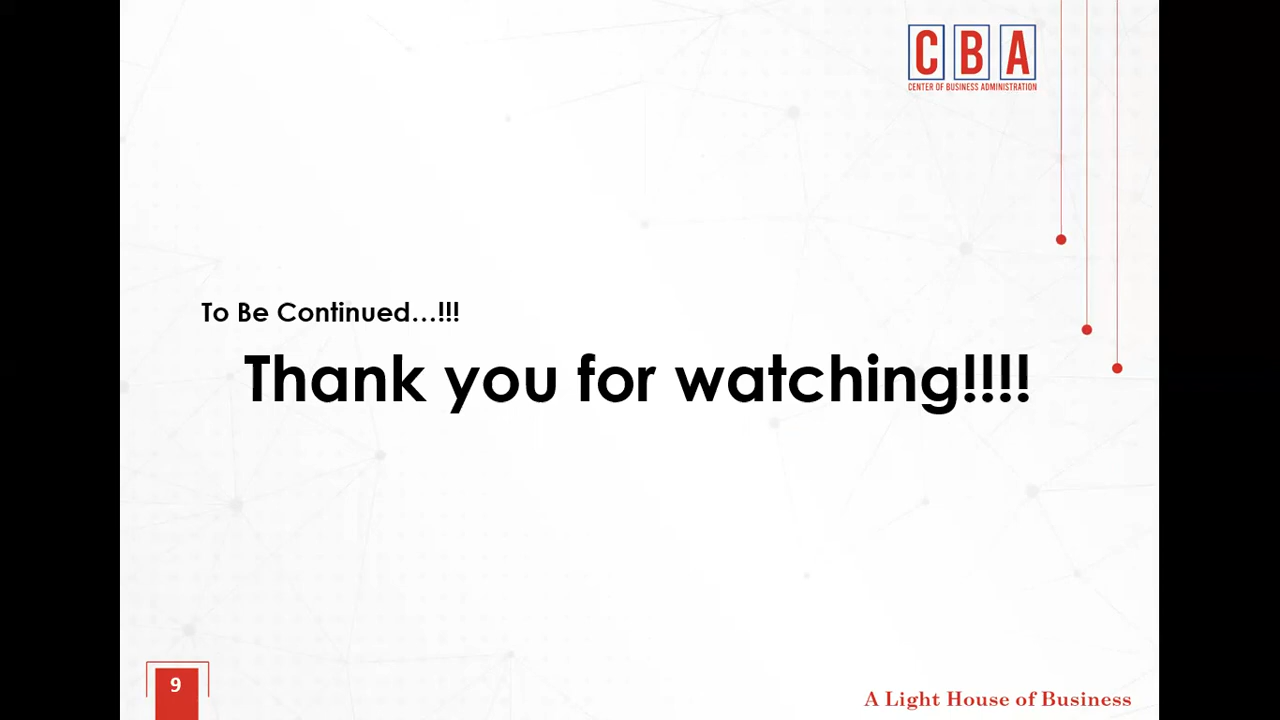 CBA
CENTER OF BUSINESS ADMINISTRATION
To Be Continued...!!!
Thank you for watching!!!!
9
A Light House of Business